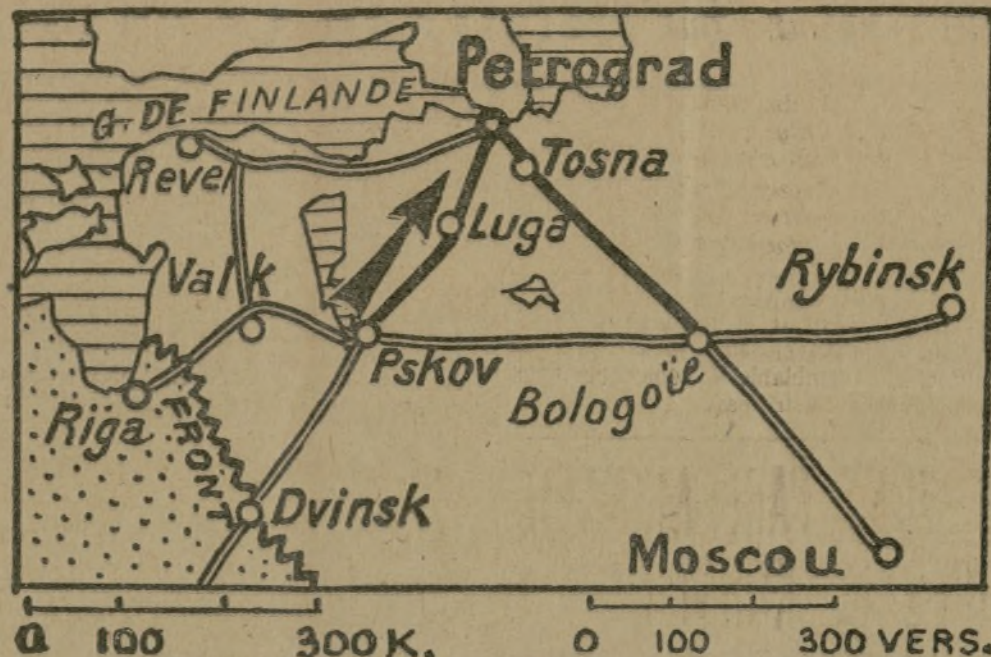 Petrograd
G. DE FINLANDE
Tosna
Revel
Luga
Valk
Rybinsk
Pskov
Bologoïe
Riga
FRONT
Dvinsk
Moscou
0 100 300 K.
0 100 300 VERS.